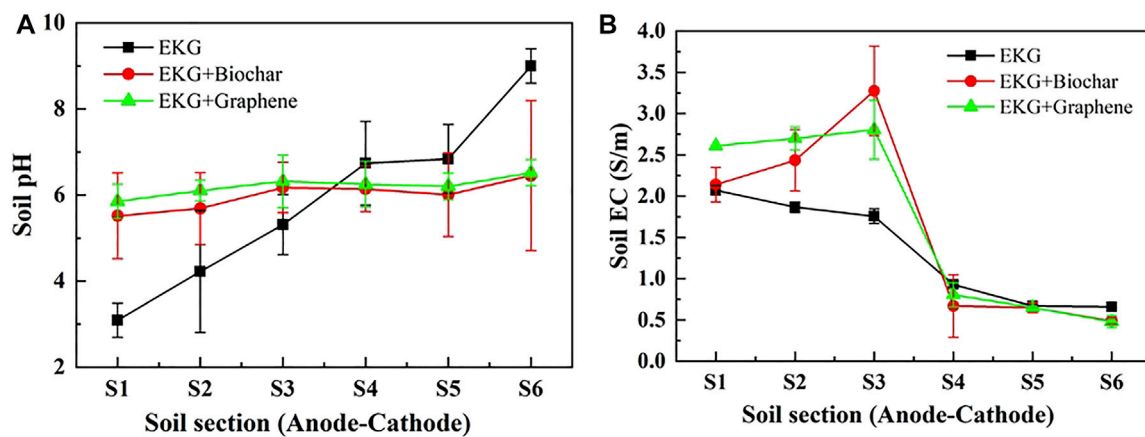 A
Soil pH
10
8
6
4
2
EKG
EKG+Biochar
EKG+Graphene
S1 S2 S3 S4 S5 S6
Soil section (Anode-Cathode)
B
Soil EC (S/m)
4.0
3.5
3.0
2.5
2.0
1.5
1.0
0.5
0.0
EKG
EKG+Biochar
EKG+Graphene
S1 S2 S3 S4 S5 S6
Soil section (Anode-Cathode)